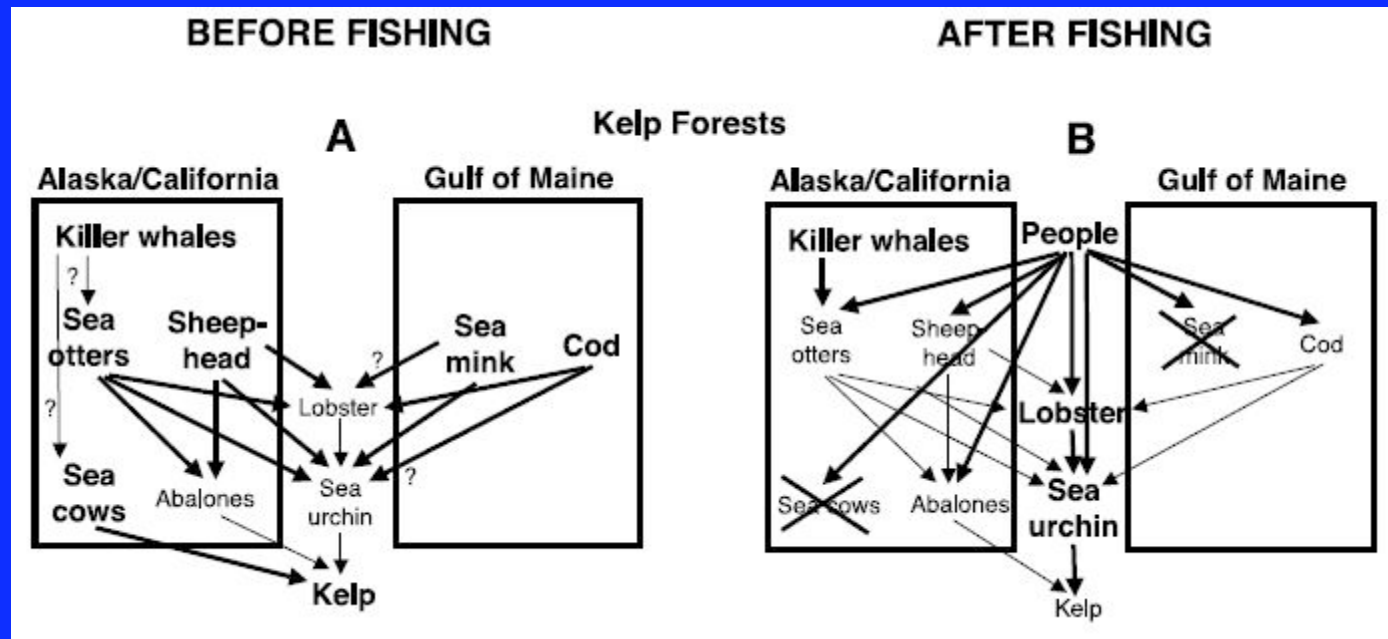 BEFORE FISHING
AFTER FISHING
Kelp Forests
A
Alaska/California
Gulf of Maine
Killer whales
?
Sea
otters
Sheep-
head
?
Sea
mink
Cod
Lobster
?
Sea
cows
Abalones
Sea
urchin
?
Kelp
B
Alaska/California
Gulf of Maine
Killer whales
People
Sea
otters
Sheep-
head
Sea
mink
Cod
Lobster
Sea cows
Abalones
Sea
urchin
Kelp